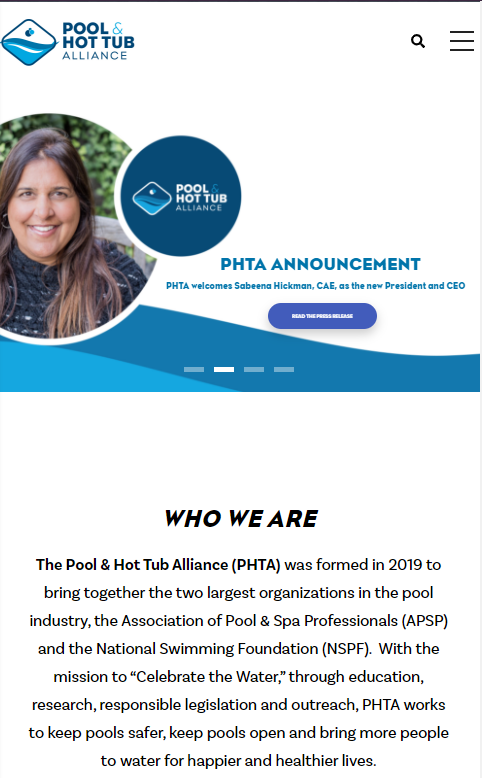 POOL &
HOT TUB
ALLIANCE
POOL &
HOT TUB
ALLIANCE
PHTA ANNOUNCEMENT
PHTA welcomes Sabeena Hickman, CAE, as the new President and CEO
READ THE PRESS RELEASE
WHO WE ARE
The Pool & Hot Tub Alliance (PHTA) was formed in 2019 to
bring together the two largest organizations in the pool
industry, the Association of Pool & Spa Professionals (APSP)
and the National Swimming Foundation (NSPF).  With the
mission to “Celebrate the Water,” through education,
research, responsible legislation and outreach, PHTA works
to keep pools safer, keep pools open and bring more people
to water for happier and healthier lives.